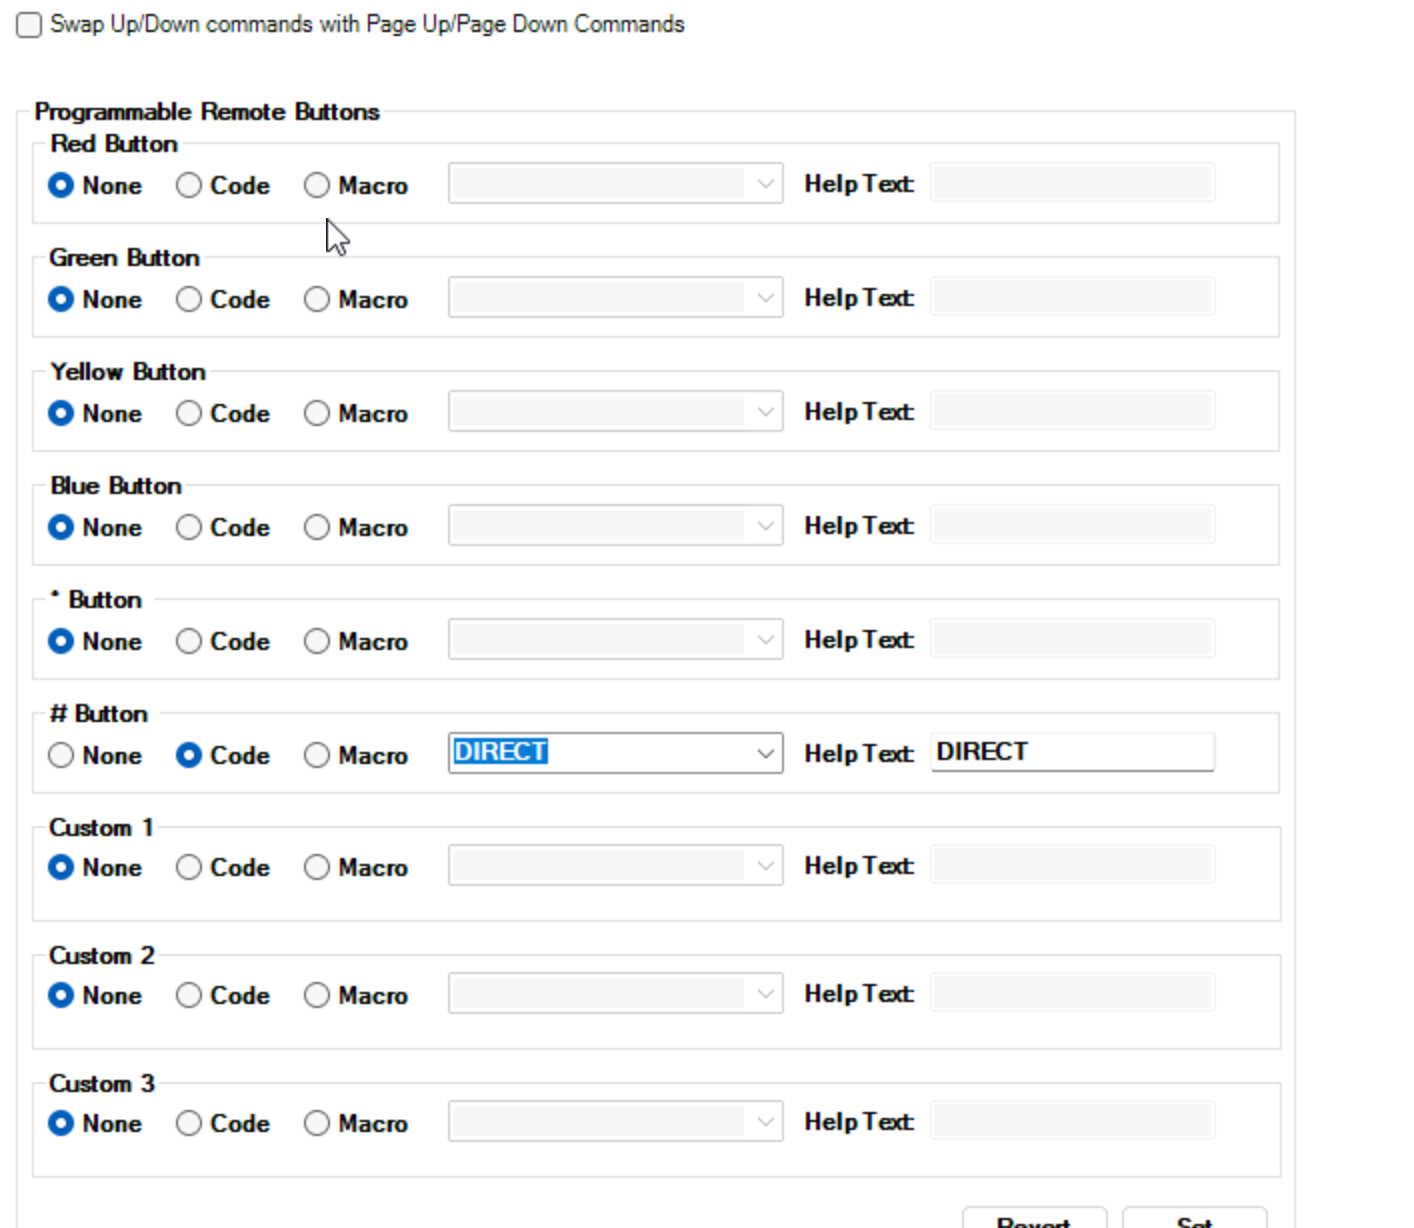 Swap Up/Down commands with Page Up/Page Down Commands
Programmable Remote Buttons
Red Button
None Code Macro Help Text:
Green Button
None Code Macro Help Text:
Yellow Button
None Code Macro Help Text:
Blue Button
None Code Macro Help Text:
* Button
None Code Macro Help Text:
# Button
None Code Macro DIRECT Help Text: DIRECT
Custom 1
None Code Macro Help Text:
Custom 2
None Code Macro Help Text:
Custom 3
None Code Macro Help Text:
Revert Set